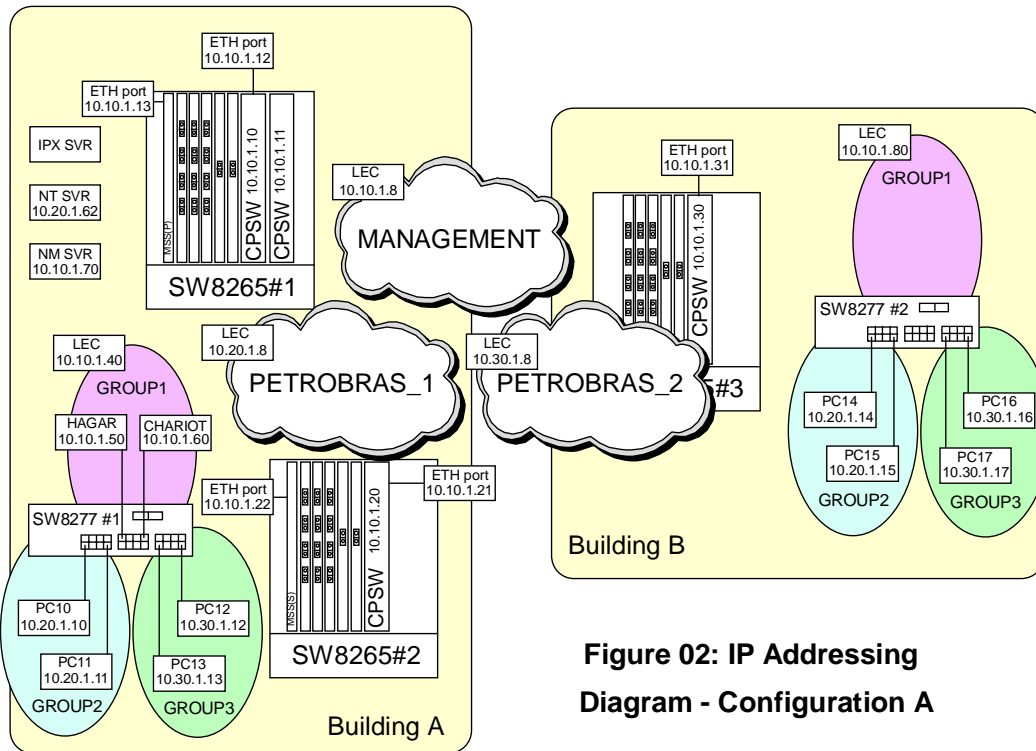 ETH port
10.10.1.12
ETH port
10.10.1.13
IPX SVR
NT SVR
10.20.1.62
NM SVR
10.10.1.70
MSS(P)
CPSW 10.10.1.10
CPSW 10.10.1.11
SW8265#1
LEC
10.10.1.8
MANAGEMENT
LEC
10.20.1.8
PETROBRAS_1
LEC
10.30.1.8
PETROBRAS_2
ETH port
10.10.1.31
CPSW 10.10.1.30
5#3
LEC
10.10.1.80
GROUP1
SW8277 #2
PC14
10.20.1.14
PC15
10.20.1.15
GROUP2
PC16
10.30.1.16
PC17
10.30.1.17
GROUP3
Building B
LEC
10.10.1.40
GROUP1
HAGAR
10.10.1.50
CHARIOT
10.10.1.60
SW8277 #1
PC10
10.20.1.10
PC11
10.20.1.11
GROUP2
PC12
10.30.1.12
PC13
10.30.1.13
GROUP3
ETH port
10.10.1.22
ETH port
10.10.1.21
MSS(S)
CPSW 10.10.1.20
SW8265#2
Building A
Figure 02: IP Addressing
Diagram - Configuration A